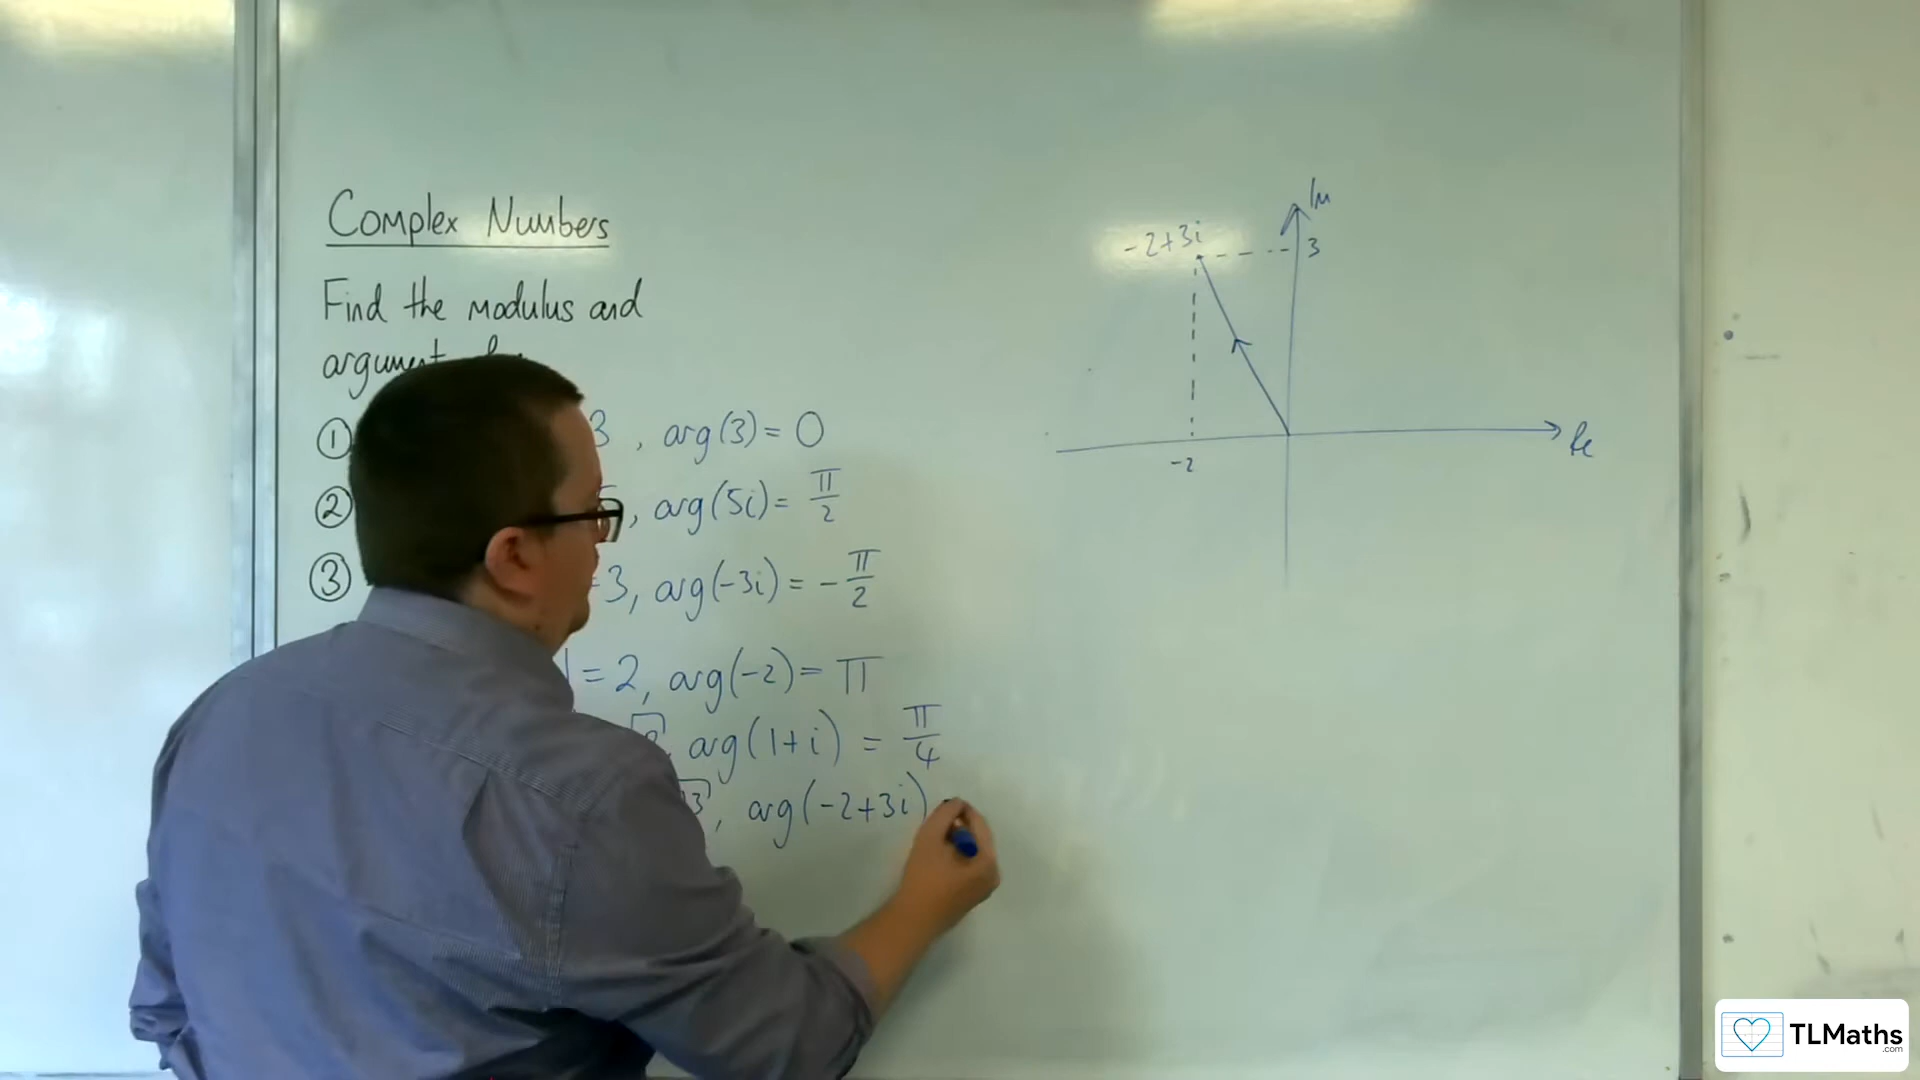 Complex Numbers
Find the modulus and
argument
① 3, arg(3) = 0
② 5, arg(5i) = π/2
③ 3, arg(-3i) = -π/2
= 2, arg(-2) = π
arg(1+i) = π/4
3, arg(-2+3i)
Im
-2+3i
3
-2
Re
TLMaths
.com